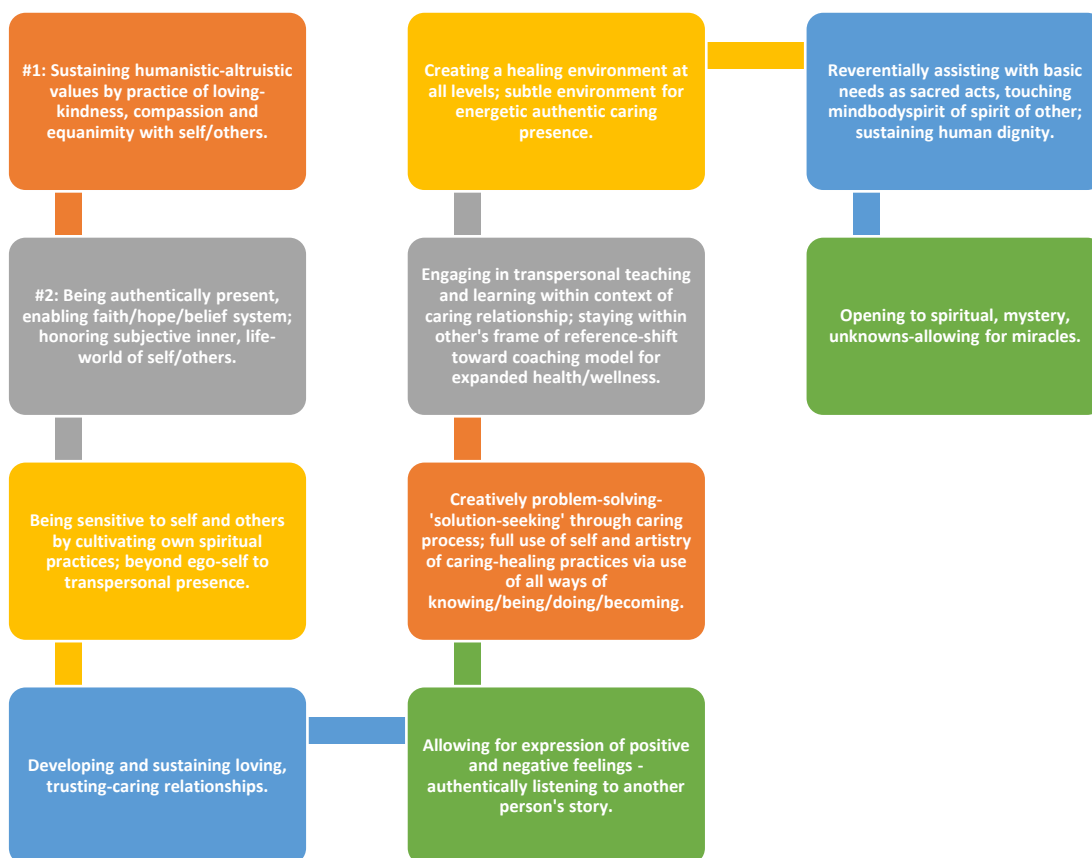 #1: Sustaining humanistic-altruistic
values by practice of loving-
kindness, compassion and
equanimity with self/others.
#2: Being authentically present,
enabling faith/hope/belief system;
honoring subjective inner, life-
world of self/others.
Being sensitive to self and others
by cultivating own spiritual
practices; beyond ego-self to
transpersonal presence.
Developing and sustaining loving,
trusting-caring relationships.
Allowing for expression of positive
and negative feelings -
authentically listening to another
person's story.
Creatively problem-solving-
'solution-seeking' through caring
process; full use of self and artistry
of caring-healing practices via use
of all ways of
knowing/being/doing/becoming.
Engaging in transpersonal teaching
and learning within context of
caring relationship; staying within
other's frame of reference-shift
toward coaching model for
expanded health/wellness.
Creating a healing environment at
all levels; subtle environment for
energetic authentic caring
presence.
Reverentially assisting with basic
needs as sacred acts, touching
mindbodyspirit of spirit of other;
sustaining human dignity.
Opening to spiritual, mystery,
unknowns-allowing for miracles.